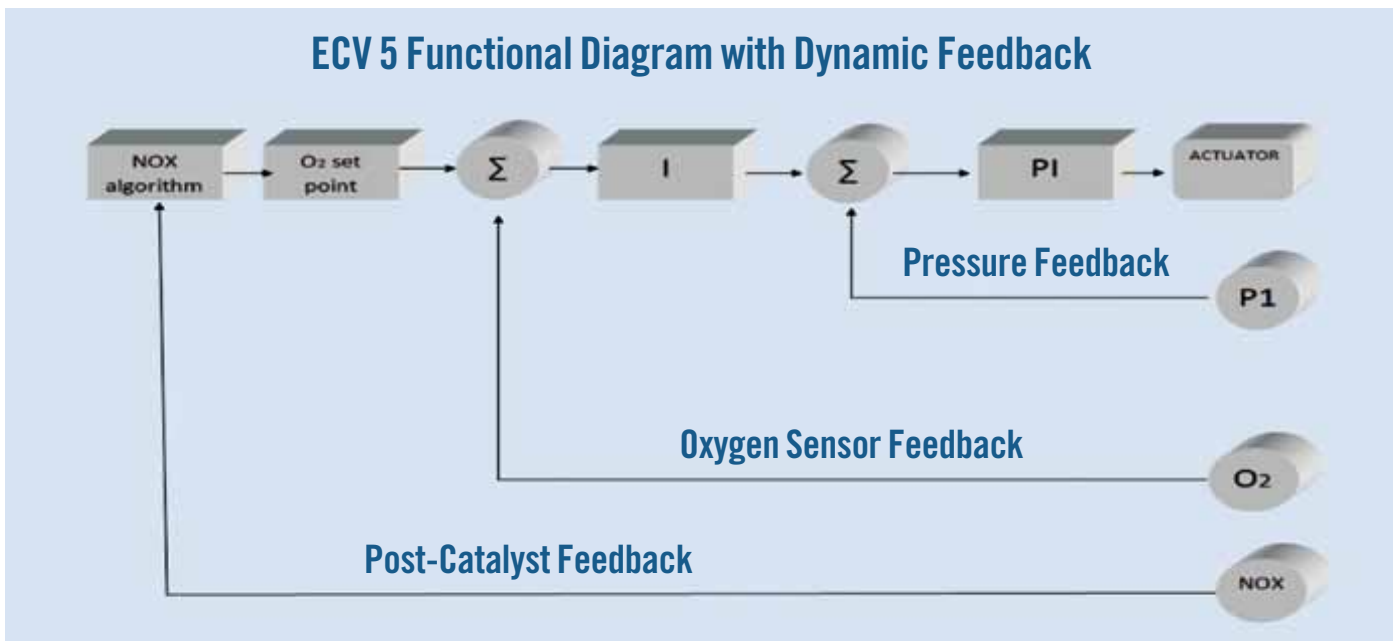 ECV 5 Functional Diagram with Dynamic Feedback
NOX
algorithm
O₂ set
point
Σ
I
Σ
PI
ACTUATOR
Pressure Feedback
P1
Oxygen Sensor Feedback
O₂
Post-Catalyst Feedback
NOX